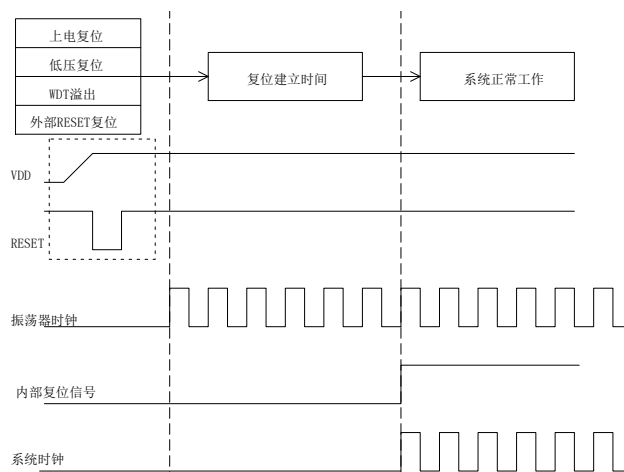 上电复位
低压复位
WDT溢出
外部RESET复位
复位建立时间
系统正常工作
VDD
RESET
振荡器时钟
内部复位信号
系统时钟